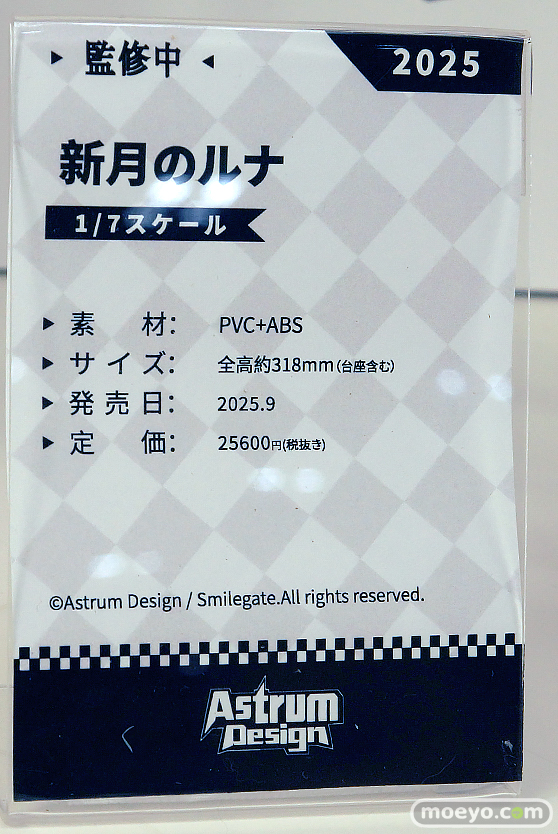 ▶ 監修中 ◀
2025
新月のルナ
1/7スケール
▶ 素 材： PVC+ABS
▶ サイズ： 全高約318mm(台座含む)
▶ 発売日： 2025.9
▶ 定 価： 25600円(税抜き)
©Astrum Design / Smilegate.All rights reserved.
Astrum
Design
moeyo.com